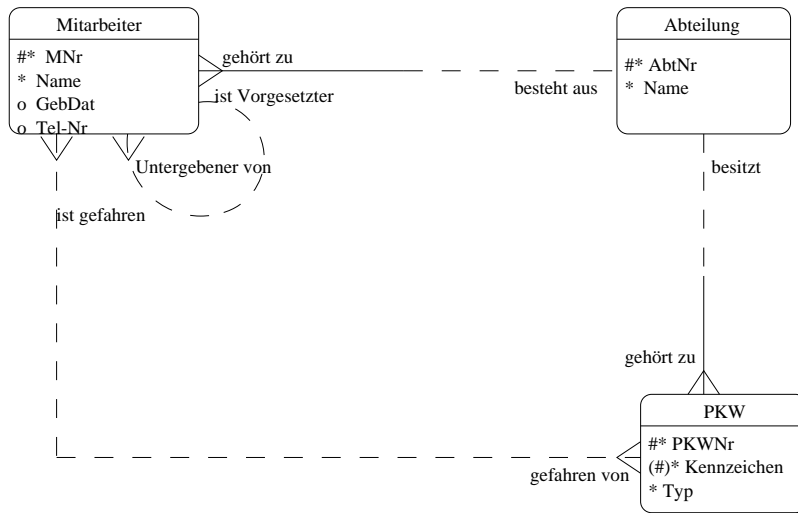 Mitarbeiter
#* MNr
* Name
o GebDat
o Tel-Nr
gehört zu
besteht aus
Abteilung
#* AbtNr
* Name
ist Vorgesetzter
Untergebener von
ist gefahren
besitzt
gehört zu
gefahren von
PKW
#* PKWNr
(#)* Kennzeichen
* Typ